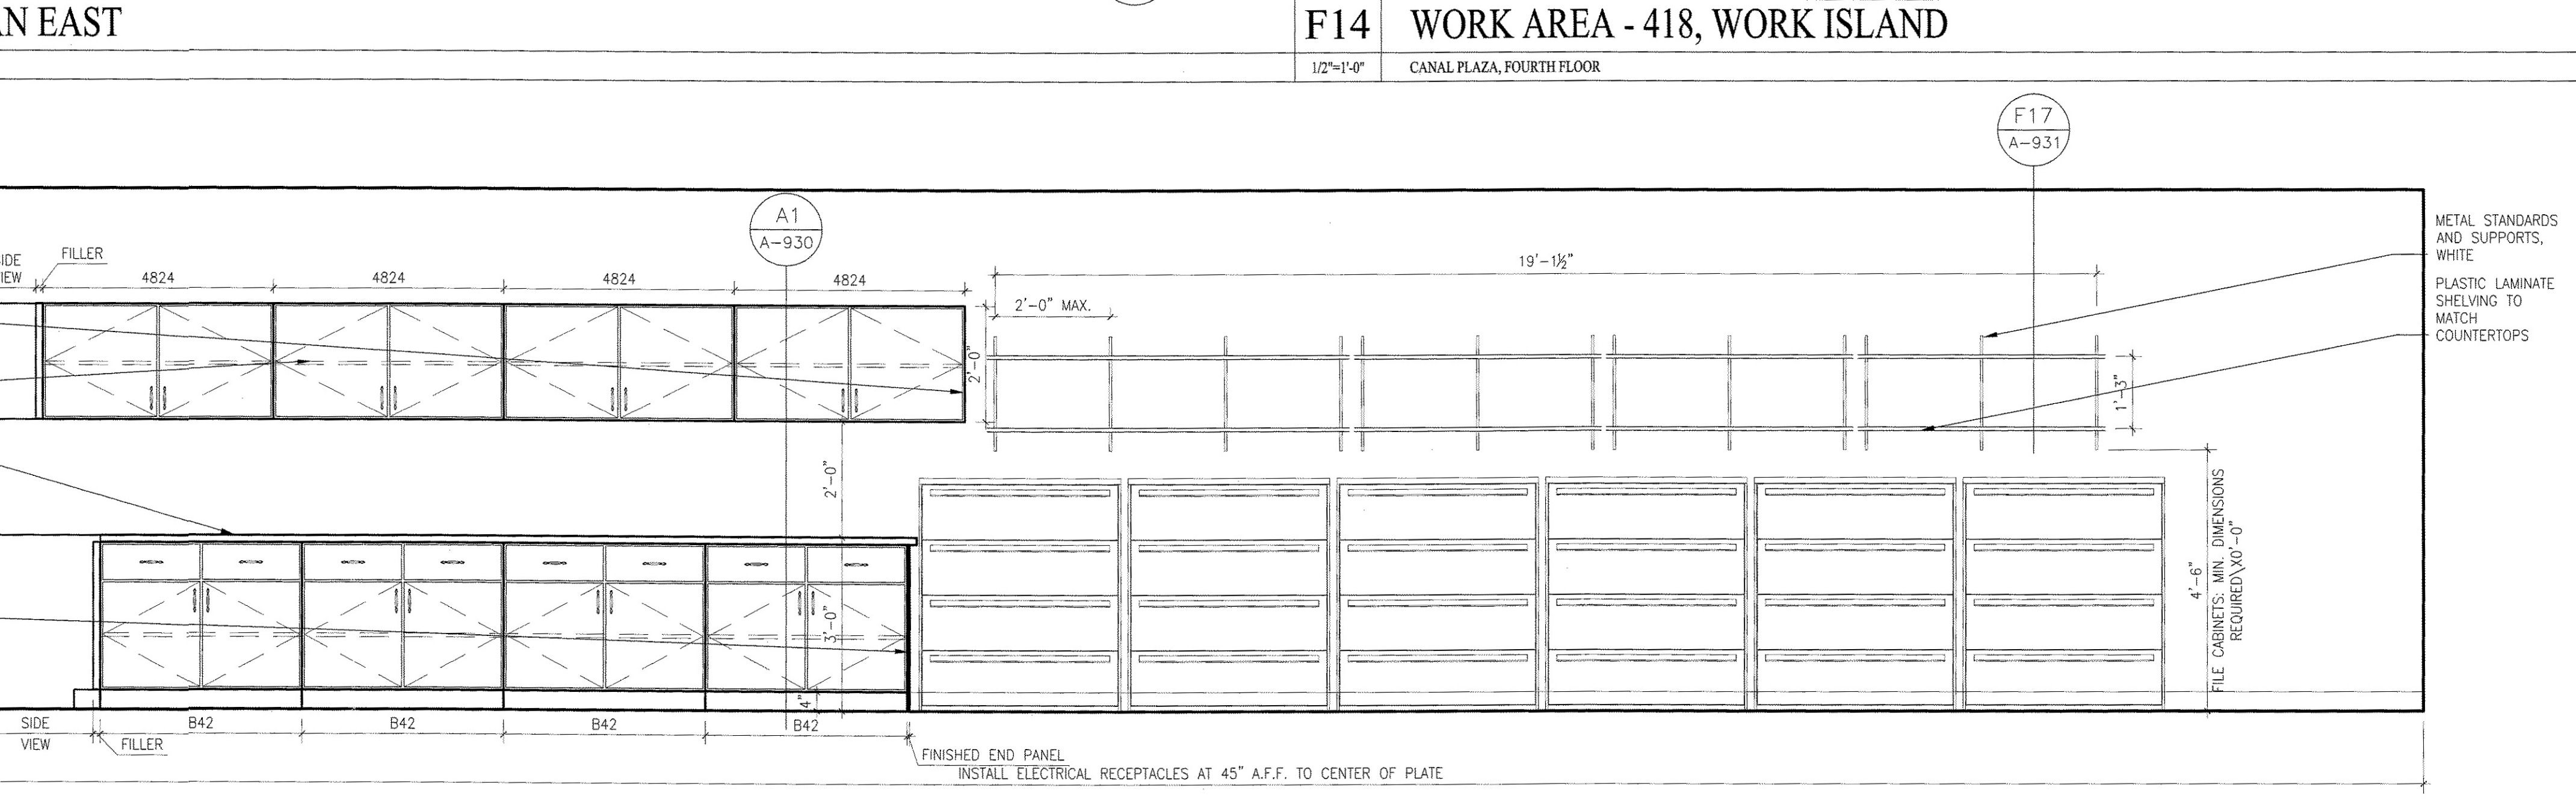 AN EAST
F14
WORK AREA - 418, WORK ISLAND
1/2"=1'-0"
CANAL PLAZA, FOURTH FLOOR
F17
A-931
A1
A-930
METAL STANDARDS
AND SUPPORTS,
WHITE
PLASTIC LAMINATE
SHELVING TO
MATCH
COUNTERTOPS
IDE
IEW
FILLER
4824
4824
4824
4824
19'-1½"
2'-0" MAX.
2'-0"
1'-3"
2'-0"
3'-0"
4"
4'-6"
FILE CABINETS: MIN. DIMENSIONS
REQUIRED\X0'-0"
SIDE
VIEW
FILLER
B42
B42
B42
B42
FINISHED END PANEL
INSTALL ELECTRICAL RECEPTACLES AT 45" A.F.F. TO CENTER OF PLATE